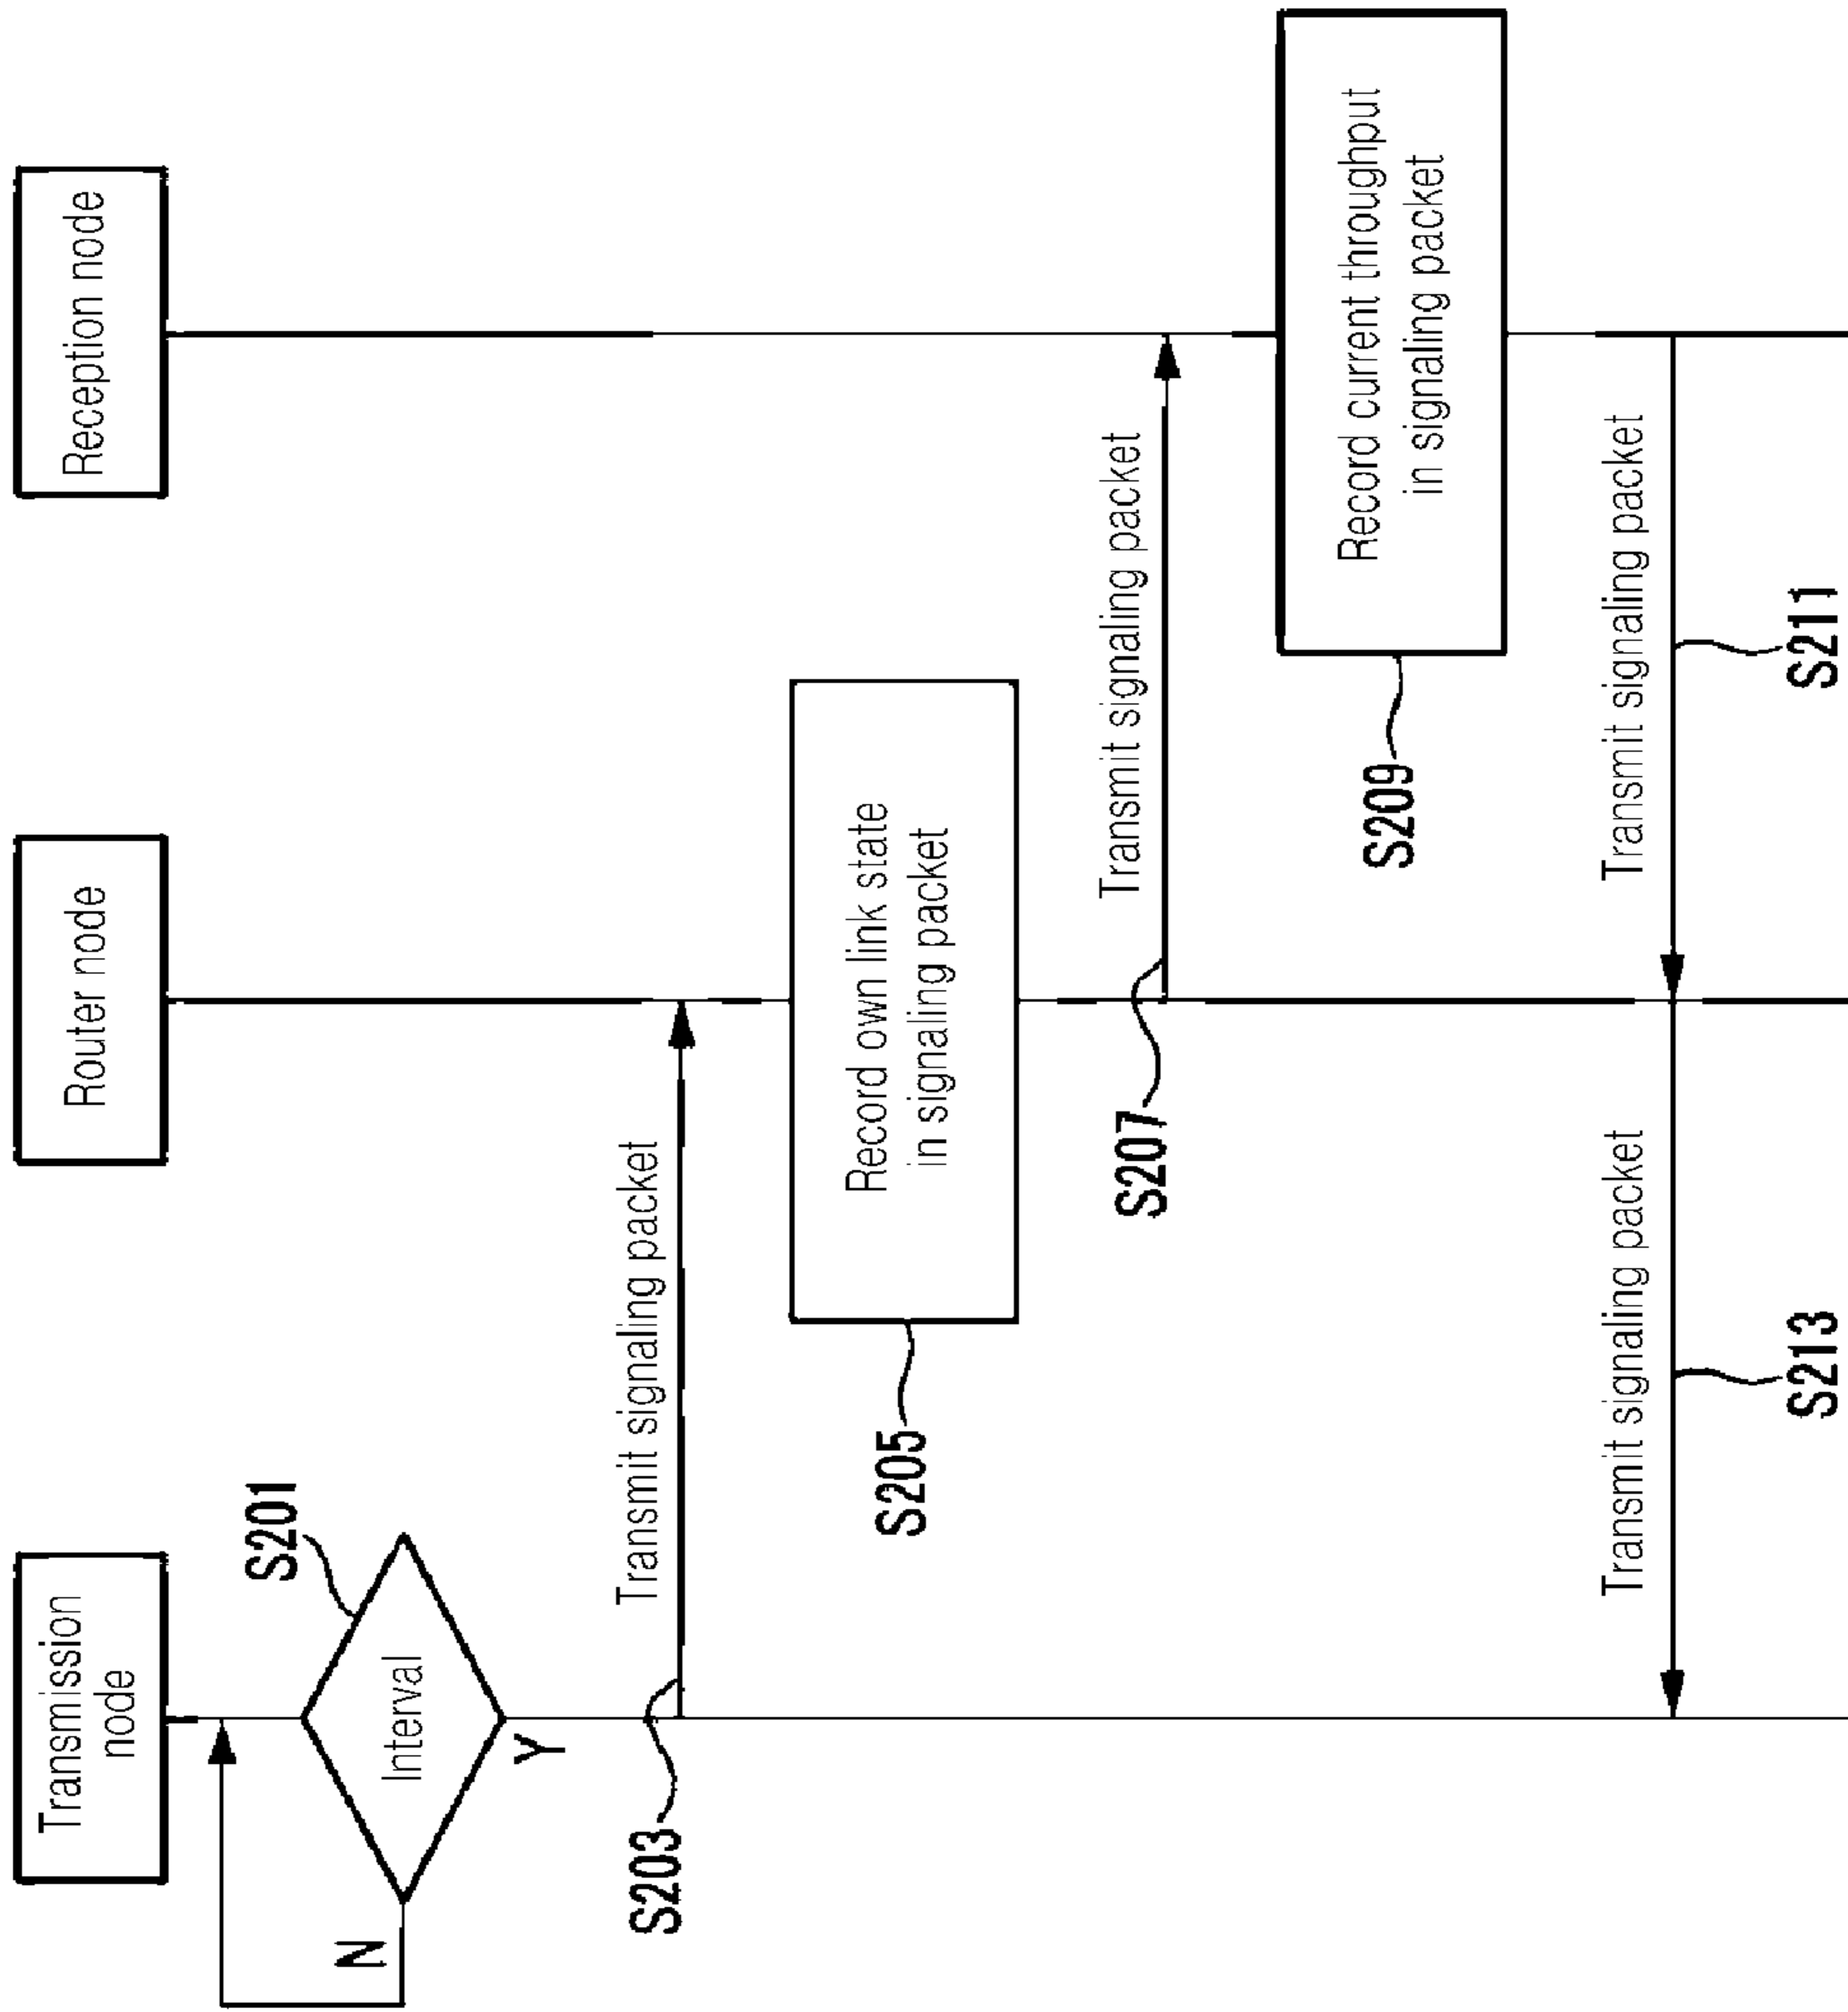 Transmission
node
Router node
Reception node
S201
Interval
N
Y
S203
Transmit signaling packet
Record own link state
in signaling packet
S205
Transmit signaling packet
S207
Record current throughput
in signaling packet
S209
Transmit signaling packet
S211
Transmit signaling packet
S213